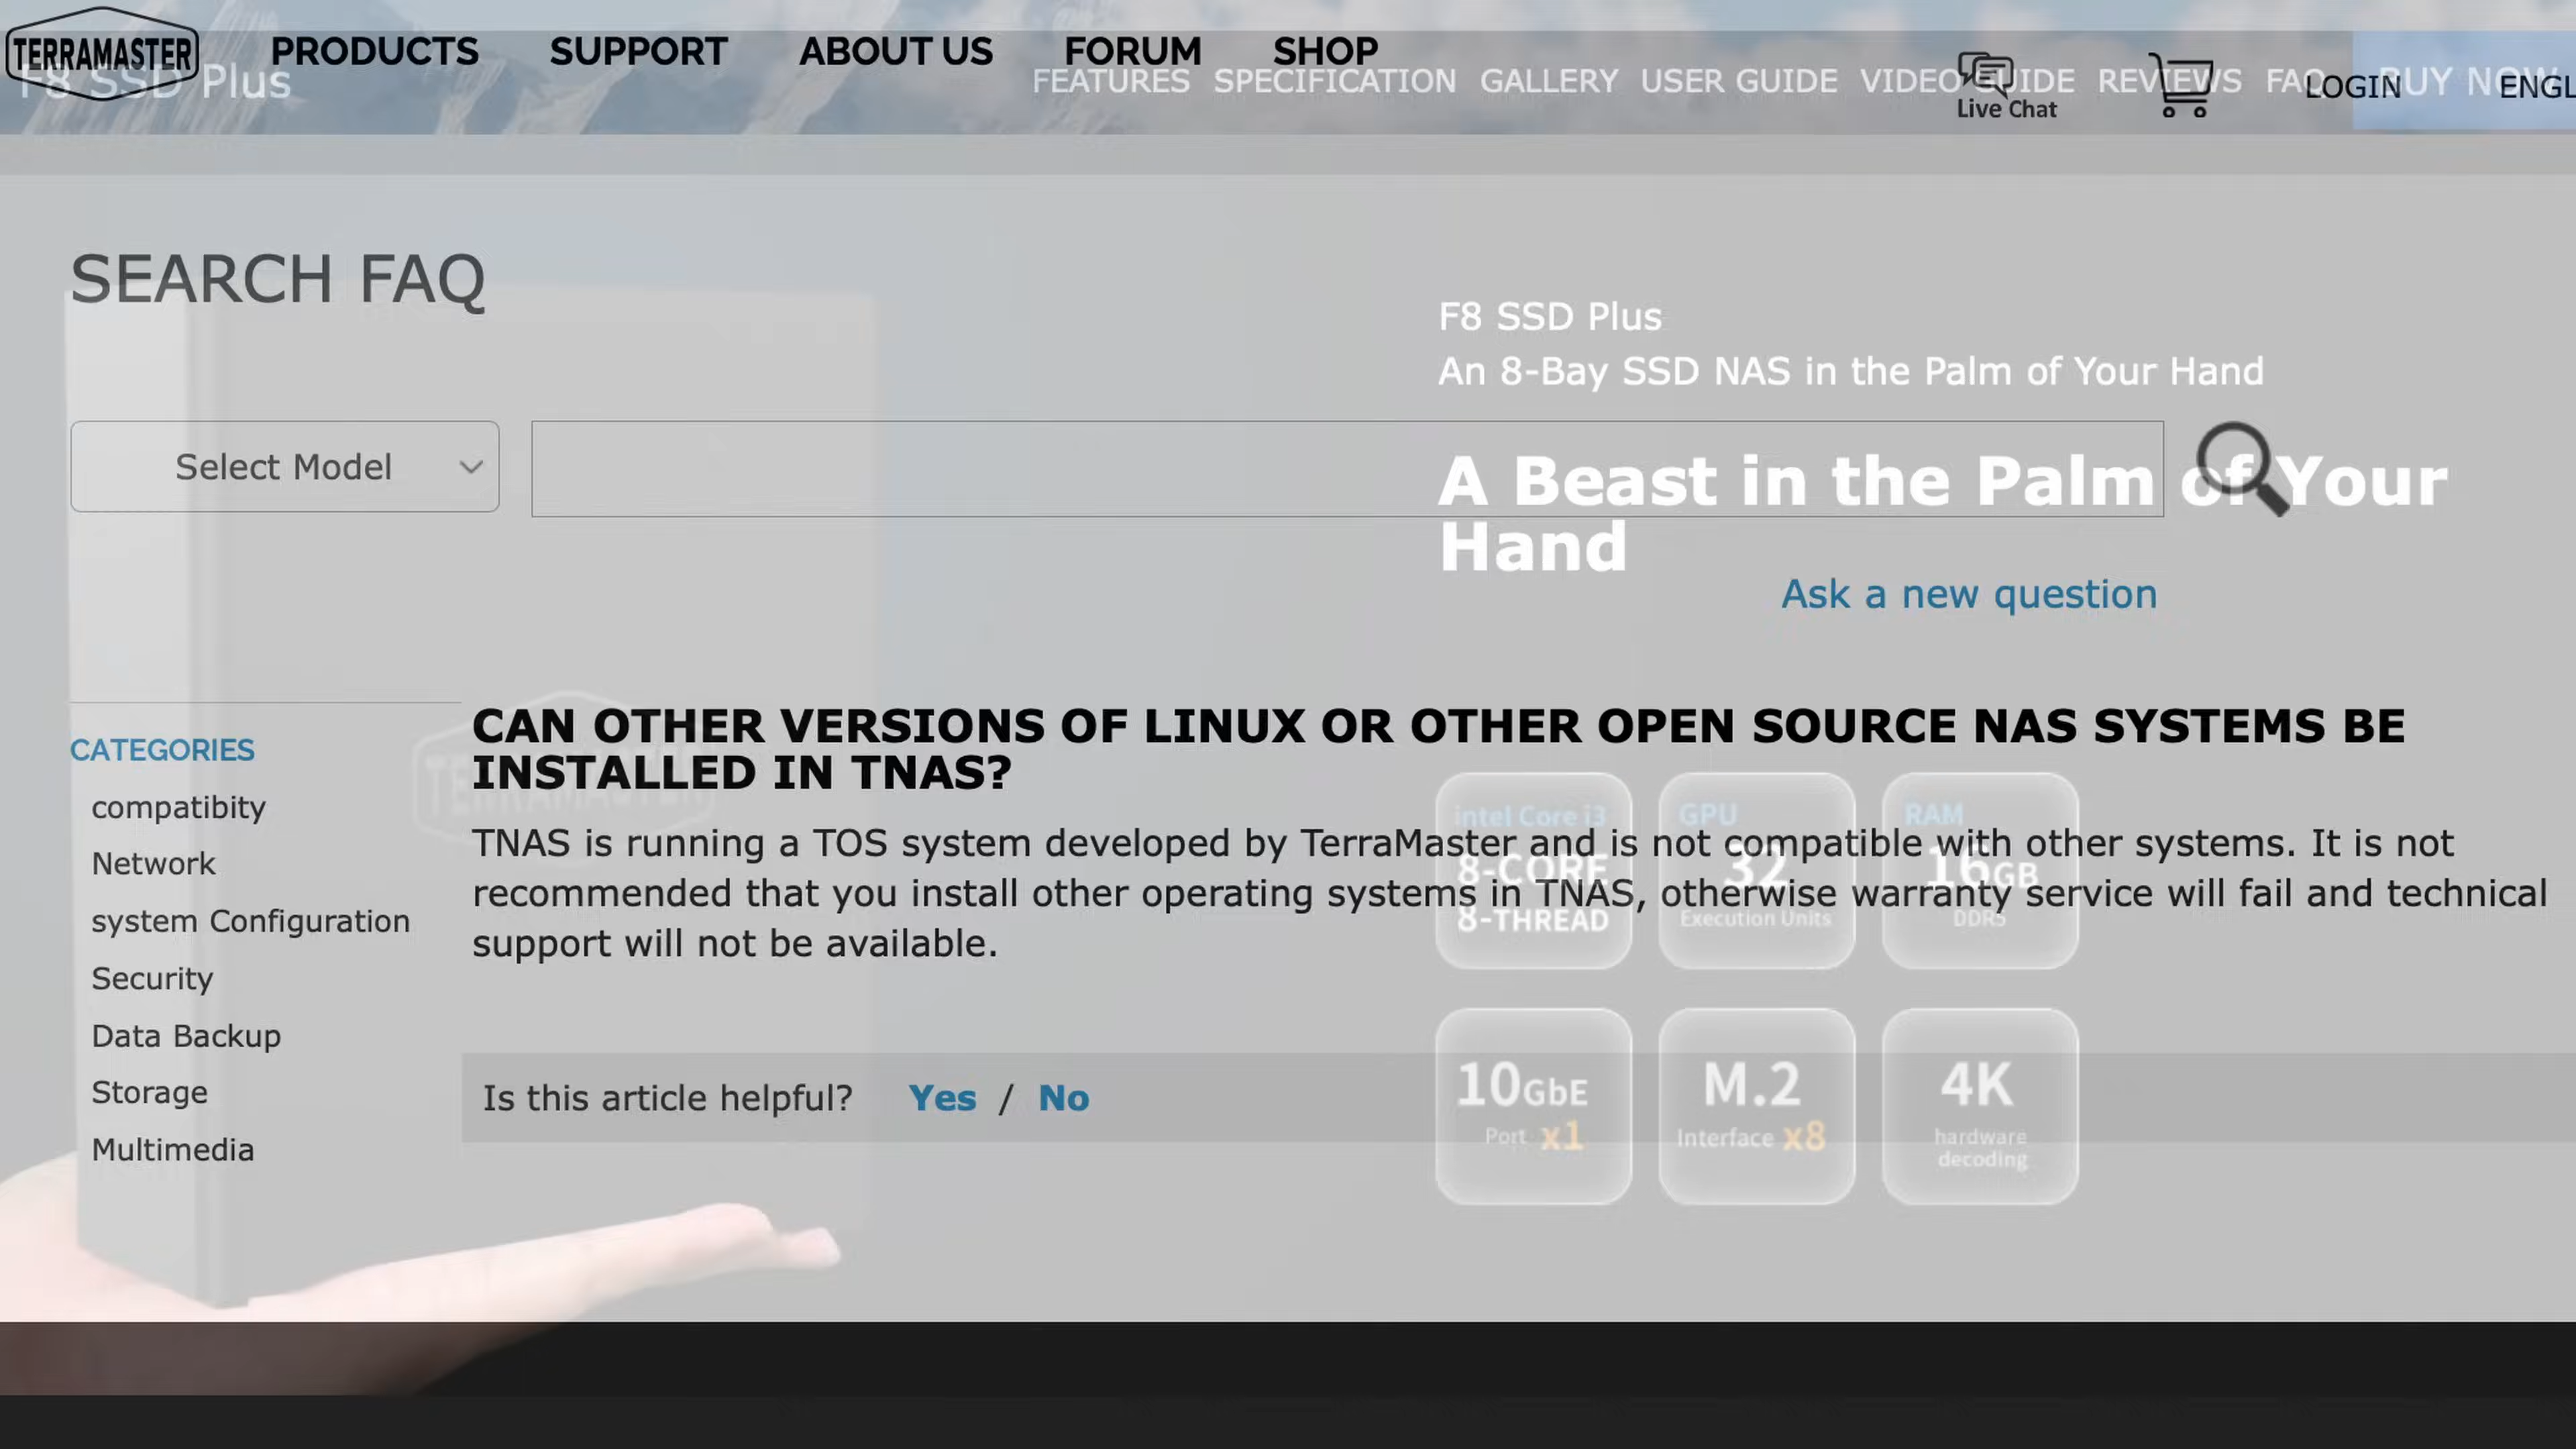 TERRAMASTER
PRODUCTS SUPPORT ABOUT US FORUM SHOP
F8 SSD Plus
FEATURES SPECIFICATION GALLERY USER GUIDE VIDEO GUIDE REVIEWS FAQ BUY NOW
Live Chat
LOGIN
ENGL
SEARCH FAQ
F8 SSD Plus
An 8-Bay SSD NAS in the Palm of Your Hand
Select Model
A Beast in the Palm of Your
Hand
Ask a new question
CATEGORIES
compatibity
Network
system Configuration
Security
Data Backup
Storage
Multimedia
TERRAMASTER
CAN OTHER VERSIONS OF LINUX OR OTHER OPEN SOURCE NAS SYSTEMS BE
INSTALLED IN TNAS?
TNAS is running a TOS system developed by TerraMaster and is not compatible with other systems. It is not
recommended that you install other operating systems in TNAS, otherwise warranty service will fail and technical
support will not be available.
intel Core i3
8-CORE
8-THREAD
GPU
32
Execution Units
RAM
16GB
DDR5
Is this article helpful? Yes / No
10GbE
Port x1
M.2
Interface x8
4K
hardware
decoding